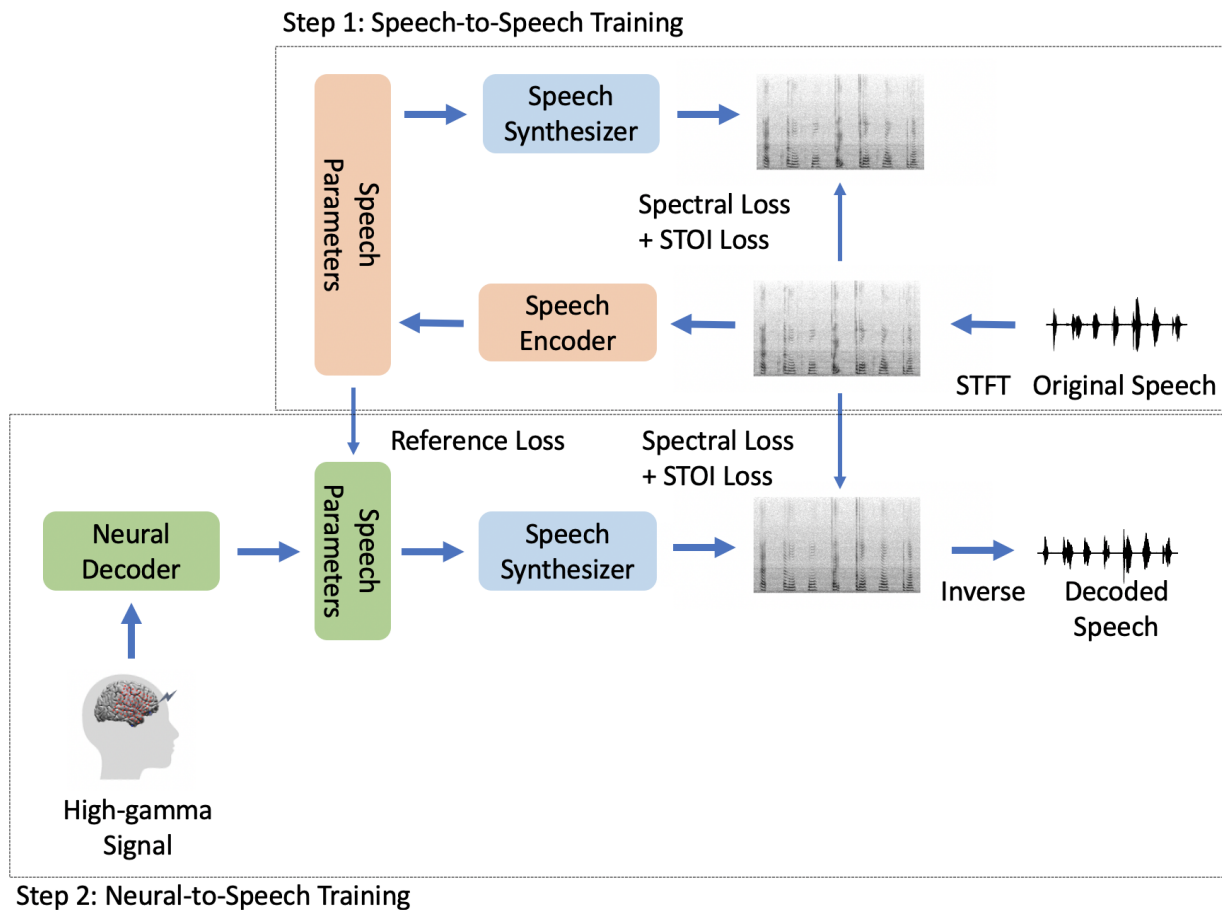 Step 1: Speech-to-Speech Training
Speech
Parameters
Speech
Synthesizer
Spectral Loss
+ STOI Loss
Speech
Encoder
STFT
Original Speech
Reference Loss
Spectral Loss
+ STOI Loss
Neural
Decoder
Speech
Parameters
Speech
Synthesizer
Inverse
Decoded
Speech
High-gamma
Signal
Step 2: Neural-to-Speech Training